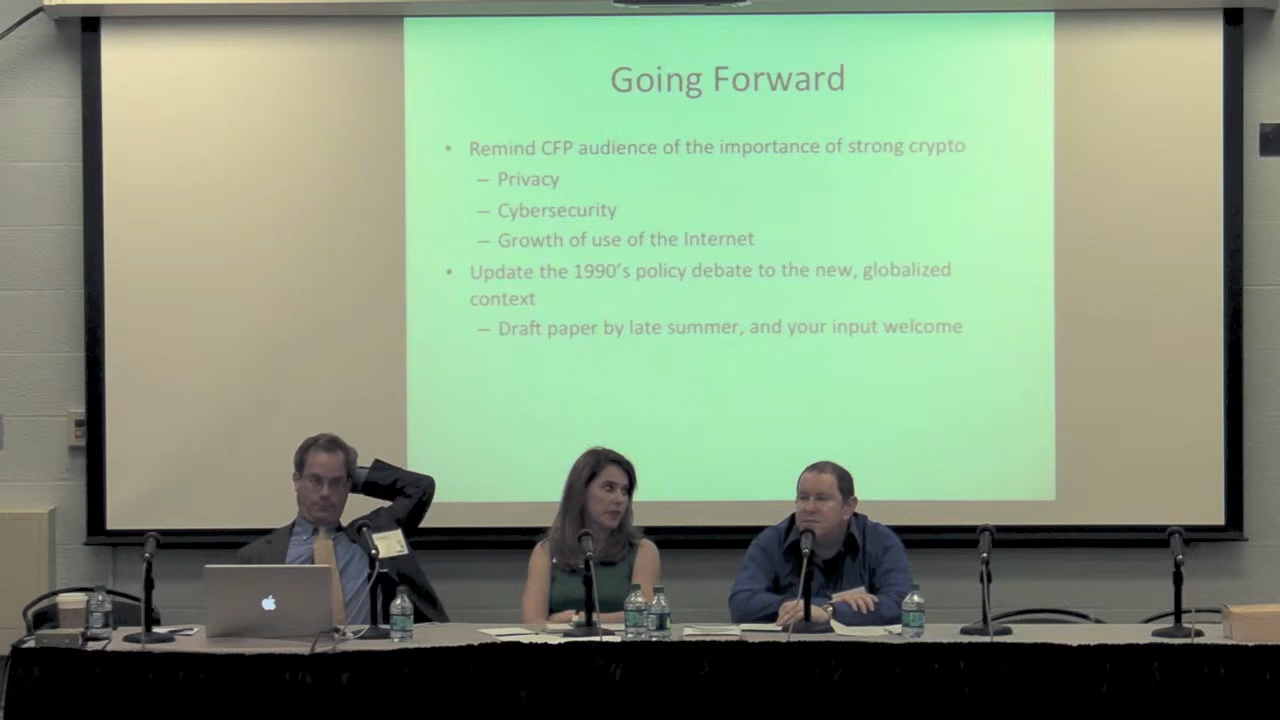 Going Forward
• Remind CFP audience of the importance of strong crypto
– Privacy
– Cybersecurity
– Growth of use of the Internet
• Update the 1990's policy debate to the new, globalized
context
– Draft paper by late summer, and your input welcome